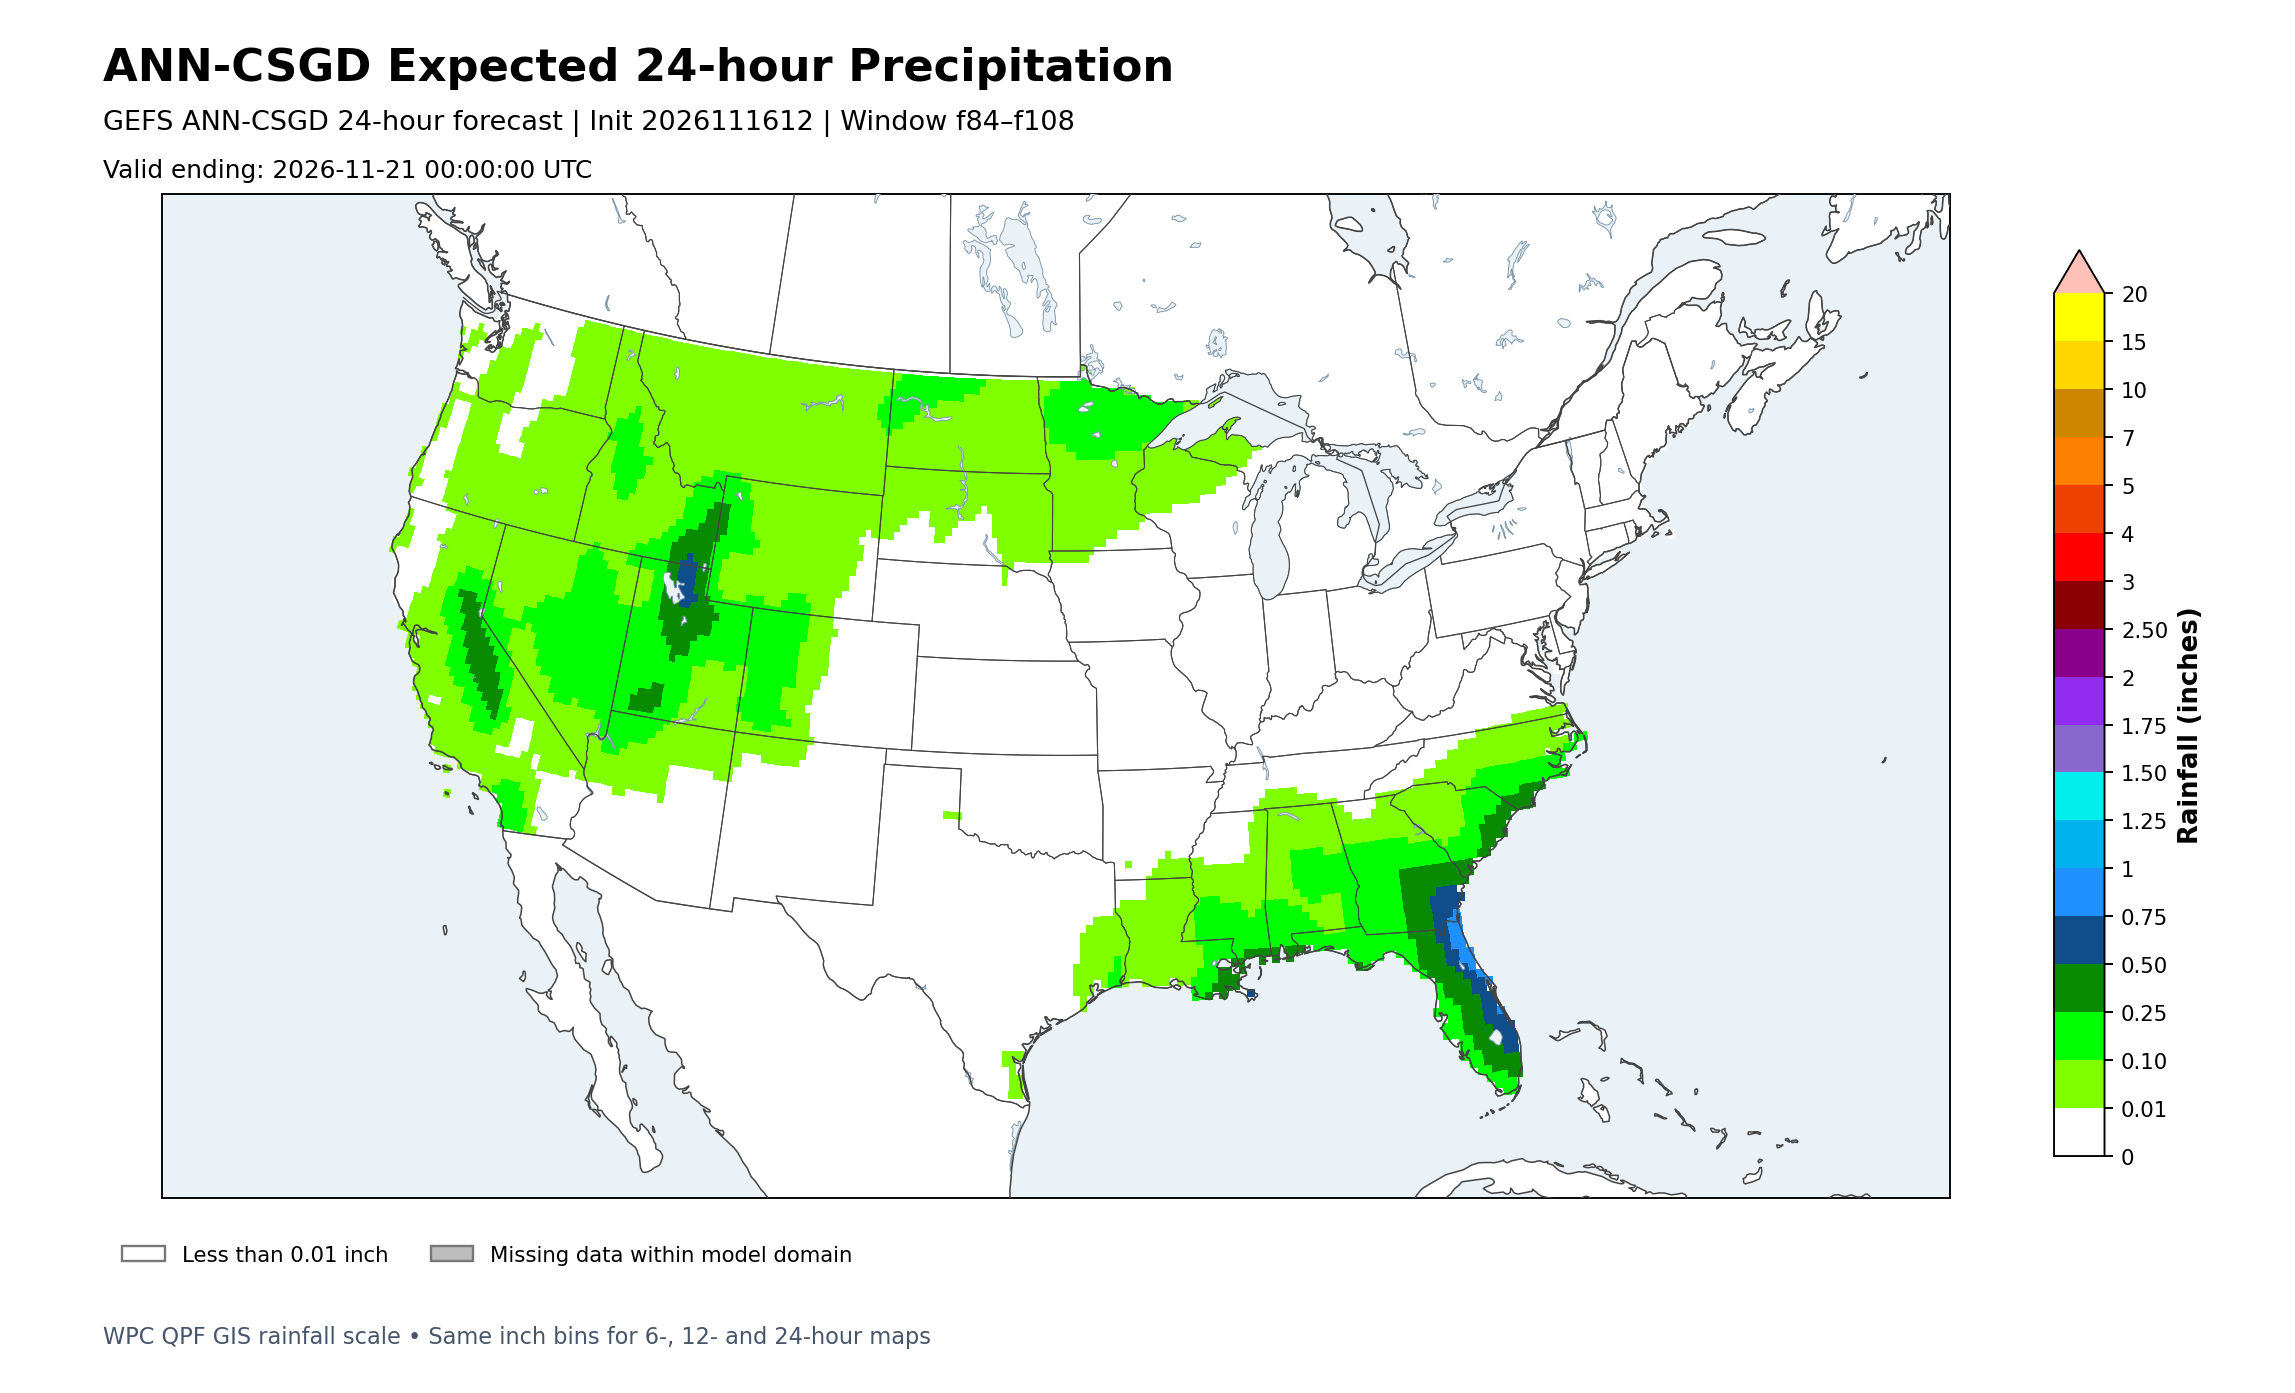 ANN-CSGD Expected 24-hour Precipitation
GEFS ANN-CSGD 24-hour forecast | Init 2026111612 | Window f84–f108
Valid ending: 2026-11-21 00:00:00 UTC
20
15
10
7
5
4
3
2.50
2
1.75
1.50
1.25
1
0.75
0.50
0.25
0.10
0.01
0
Rainfall (inches)
Less than 0.01 inch
Missing data within model domain
WPC QPF GIS rainfall scale • Same inch bins for 6-, 12- and 24-hour maps